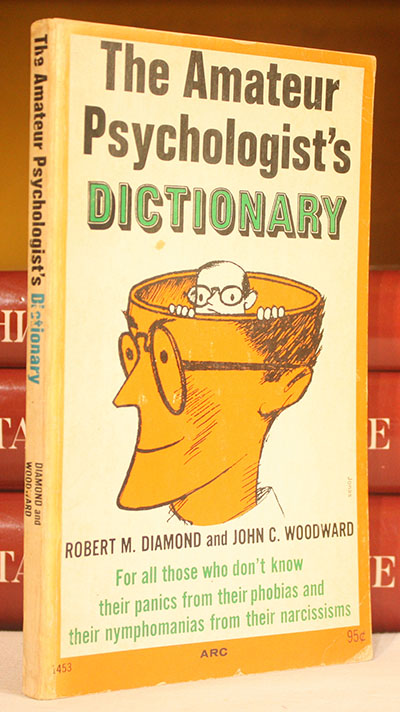 The Amateur Psychologist's Dictionary
DIAMOND and
WOODWARD
1453
The Amateur
Psychologist's
DICTIONARY
Jonas
ROBERT M. DIAMOND and JOHN C. WOODWARD
For all those who don't know
their panics from their phobias and
their nymphomanias from their narcissisms
95¢
ARC